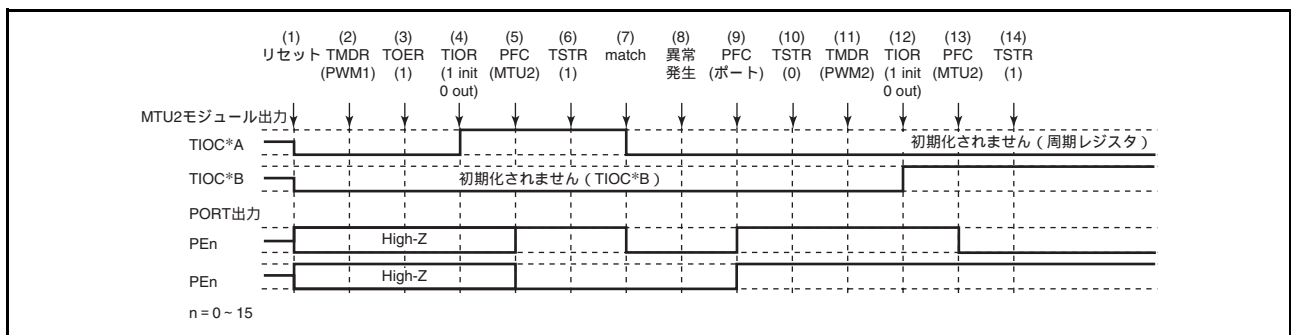 (1) (2) (3) (4) (5) (6) (7) (8) (9) (10) (11) (12) (13) (14)
リセット TMDR TOER TIOR PFC TSTR match 異常 PFC TSTR TMDR TIOR PFC TSTR
(PWM1) (1) (1 init (MTU2) (1) 発生 (ポート) (0) (PWM2) (1 init (MTU2) (1)
0 out) 0 out)
MTU2モジュール出力
TIOC*A 初期化されません(周期レジスタ)
TIOC*B 初期化されません(TIOC*B)
PORT出力
PEn High-Z
PEn High-Z
n = 0 ~ 15